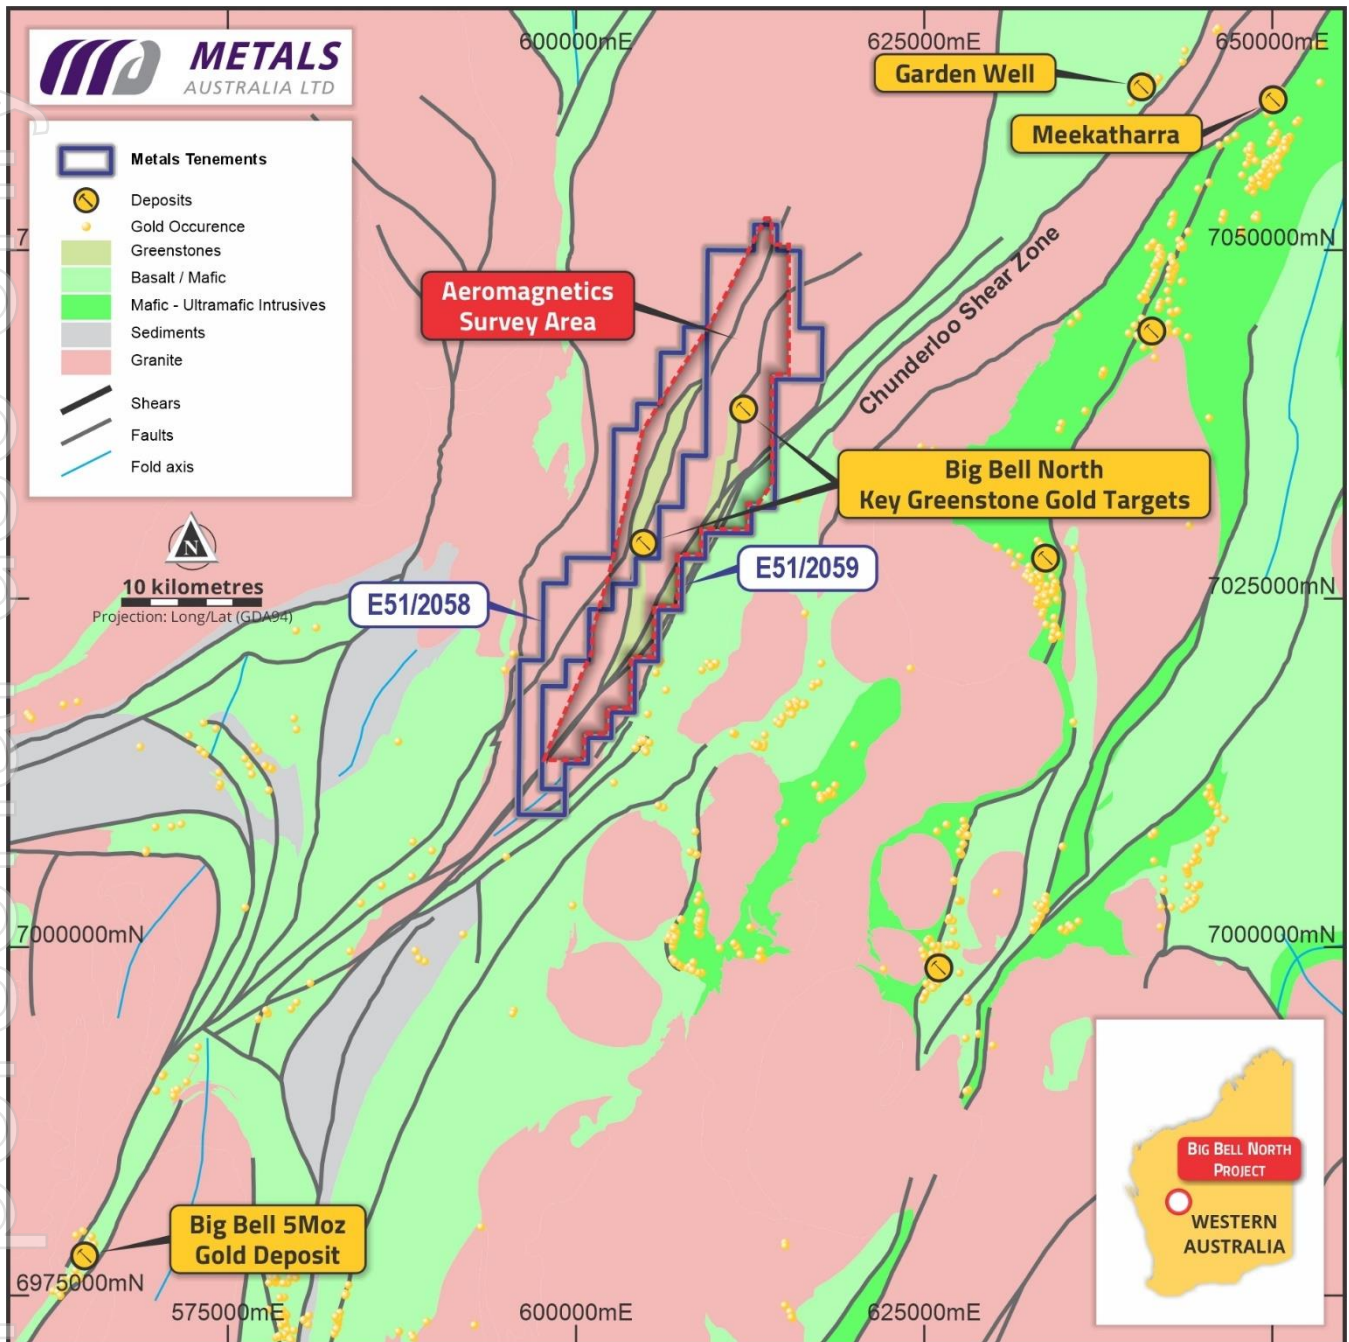 METALS
AUSTRALIA LTD
600000mE
625000mE
650000mE
Garden Well
Meekatharra
Metals Tenements
Deposits
Gold Occurence
Greenstones
Basalt / Mafic
Mafic - Ultramafic Intrusives
Sediments
Granite
Shears
Faults
Fold axis
7
7050000mN
Aeromagnetics
Survey Area
Chunderloo Shear Zone
Big Bell North
Key Greenstone Gold Targets
N
10 kilometres
Projection: Long/Lat (GDA94)
E51/2058
E51/2059
7025000mN
7000000mN
7000000mN
Big Bell 5Moz
Gold Deposit
6975000mN
575000mE
600000mE
625000mE
BIG BELL NORTH
PROJECT
WESTERN
AUSTRALIA